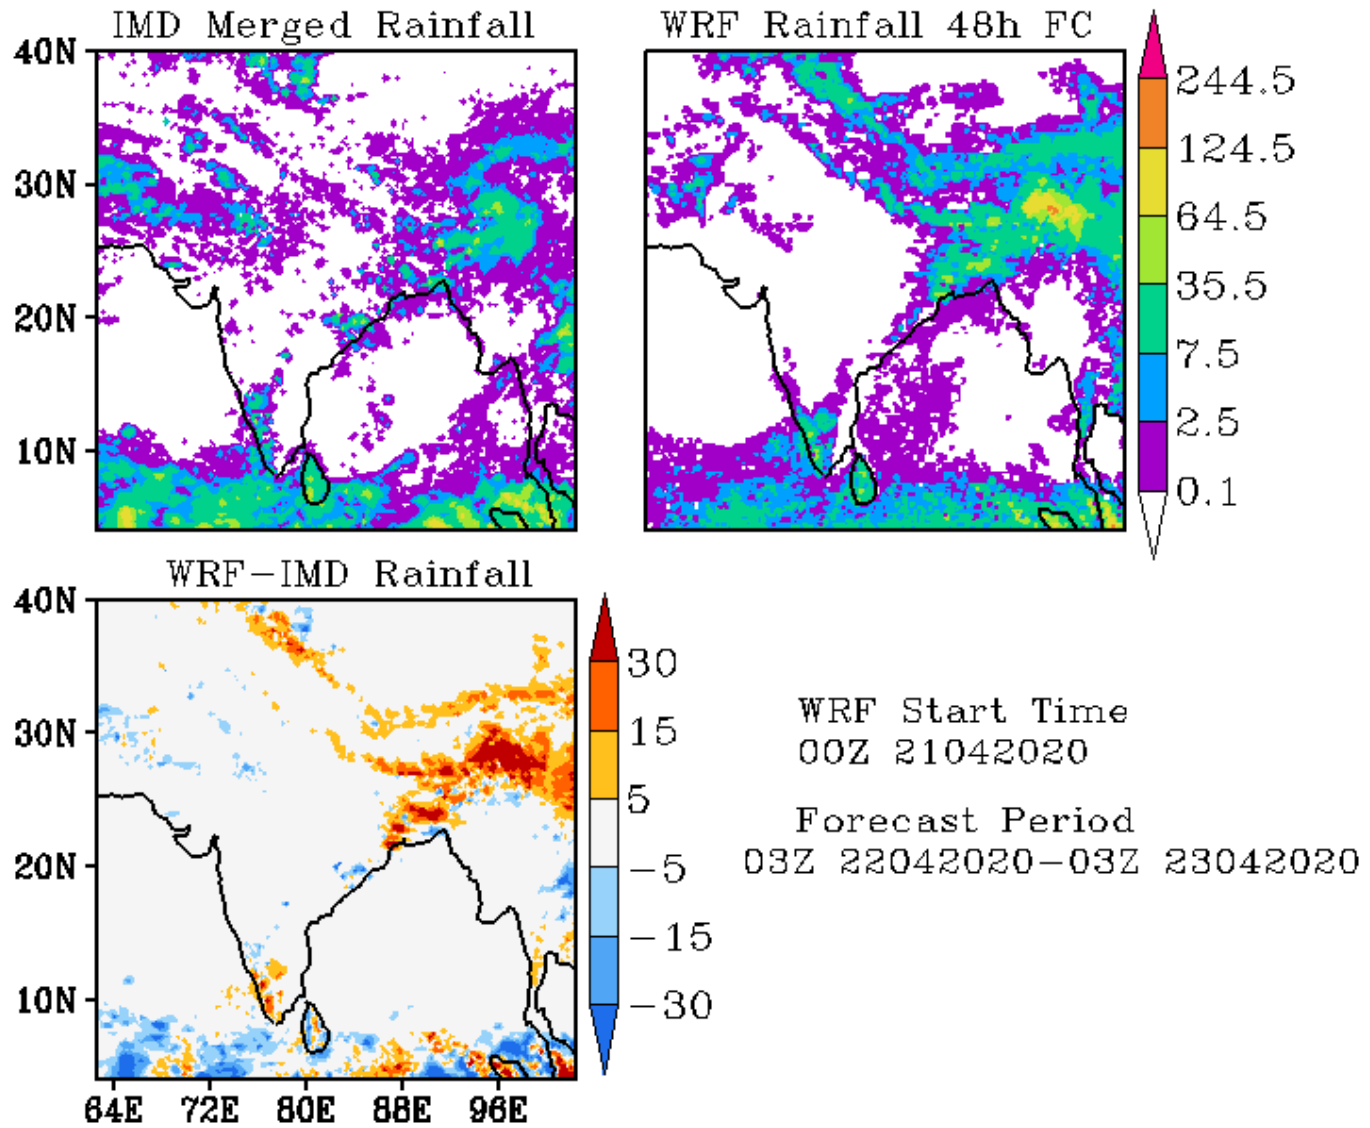 IMD Merged Rainfall
WRF Rainfall 48h FC
40N
30N
20N
10N
244.5
124.5
64.5
35.5
7.5
2.5
0.1
WRF-IMD Rainfall
40N
30N
20N
10N
64E 72E 80E 88E 96E
30
15
5
-5
-15
-30
WRF Start Time
00Z 21042020
Forecast Period
03Z 22042020-03Z 23042020